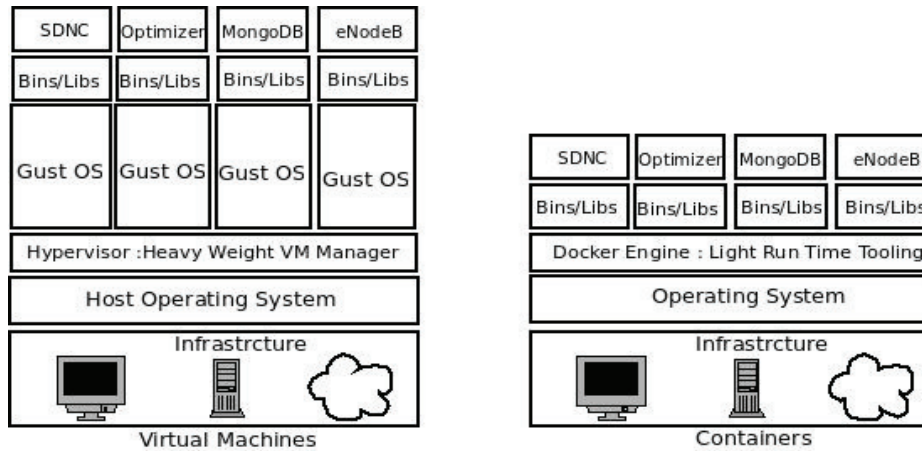 SDNC Optimizer MongoDB eNodeB
Bins/Libs Bins/Libs Bins/Libs Bins/Libs
Gust OS Gust OS Gust OS Gust OS
Hypervisor :Heavy Weight VM Manager
Host Operating System
Infrastrcture
Virtual Machines
SDNC Optimizer MongoDB eNodeB
Bins/Libs Bins/Libs Bins/Libs Bins/Libs
Docker Engine : Light Run Time Tooling
Operating System
Infrastrcture
Containers